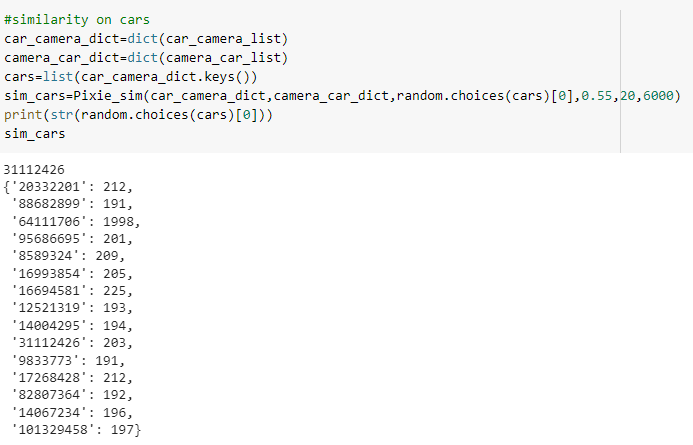 #similarity on cars
car_camera_dict=dict(car_camera_list)
camera_car_dict=dict(camera_car_list)
cars=list(car_camera_dict.keys())
sim_cars=Pixie_sim(car_camera_dict,camera_car_dict,random.choices(cars)[0],0.55,20,6000)
print(str(random.choices(cars)[0]))
sim_cars
31112426
{'20332201': 212,
'88682899': 191,
'64111706': 1998,
'95686695': 201,
'8589324': 209,
'16993854': 205,
'16694581': 225,
'12521319': 193,
'14004295': 194,
'31112426': 203,
'9833773': 191,
'17268428': 212,
'82807364': 192,
'14067234': 196,
'101329458': 197}